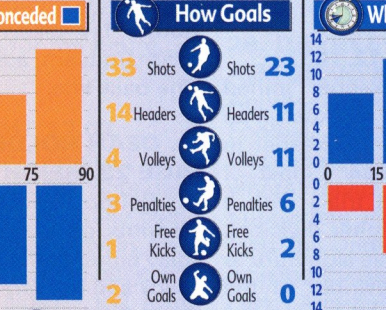 onceded
How Goals
W
33 Shots Shots 23
14 Headers Headers 11
4 Volleys Volleys 11
3 Penalties Penalties 6
1 Free Kicks Free Kicks 2
2 Own Goals Own Goals 0
75 90
14
12
10
8
6
4
2
0 15
0
2
4
6
8
10
12
14